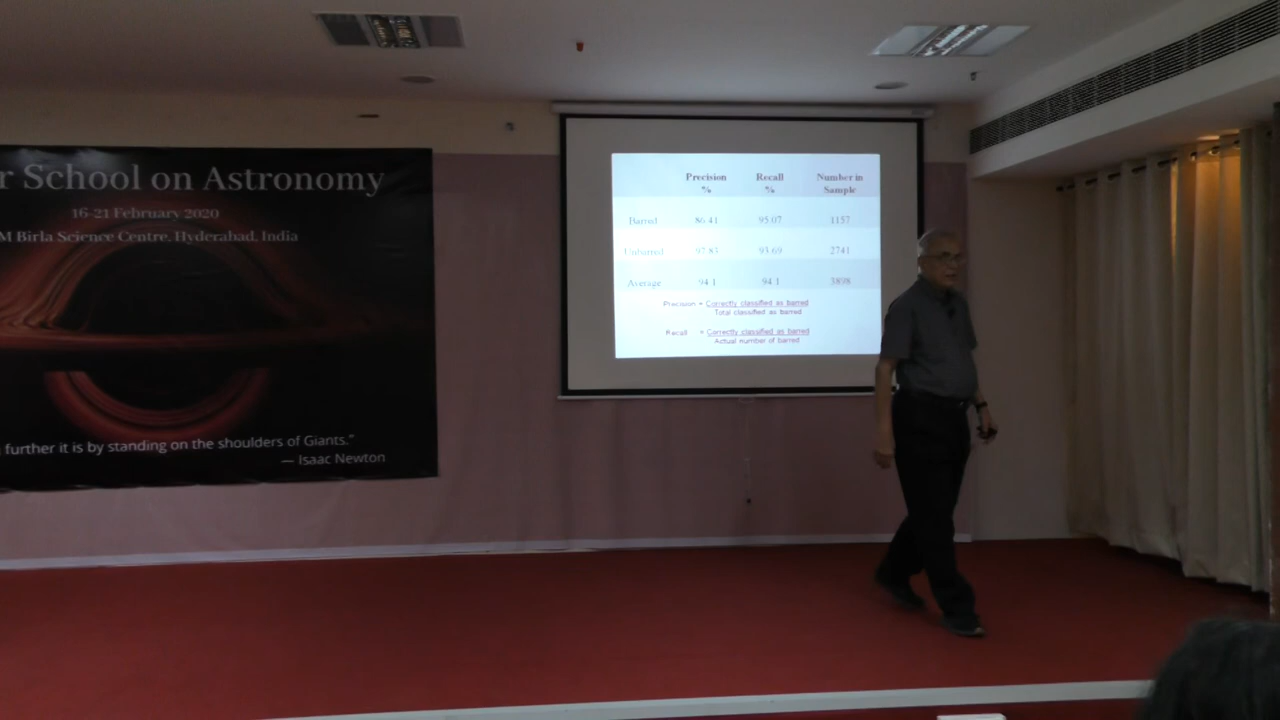 r School on Astronomy
16-21 February 2020
M Birla Science Centre, Hyderabad, India
further it is by standing on the shoulders of Giants."
— Isaac Newton
Precision % Recall % Number in Sample
Barred 86.41 95.07 1157
Unbarred 97.83 93.69 2741
Average 94.1 94.1 3898
Precision = Correctly classified as barred
Total classified as barred
Recall = Correctly classified as barred
Actual number of barred